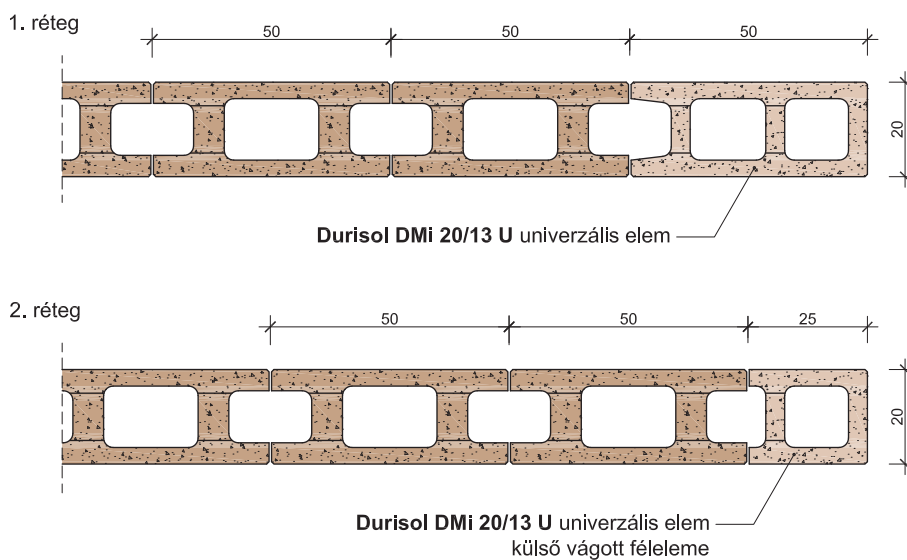 1. réteg
50 50 50
20
Durisol DMi 20/13 U univerzális elem
2. réteg
50 50 25
20
Durisol DMi 20/13 U univerzális elem
külső vágott féleleme